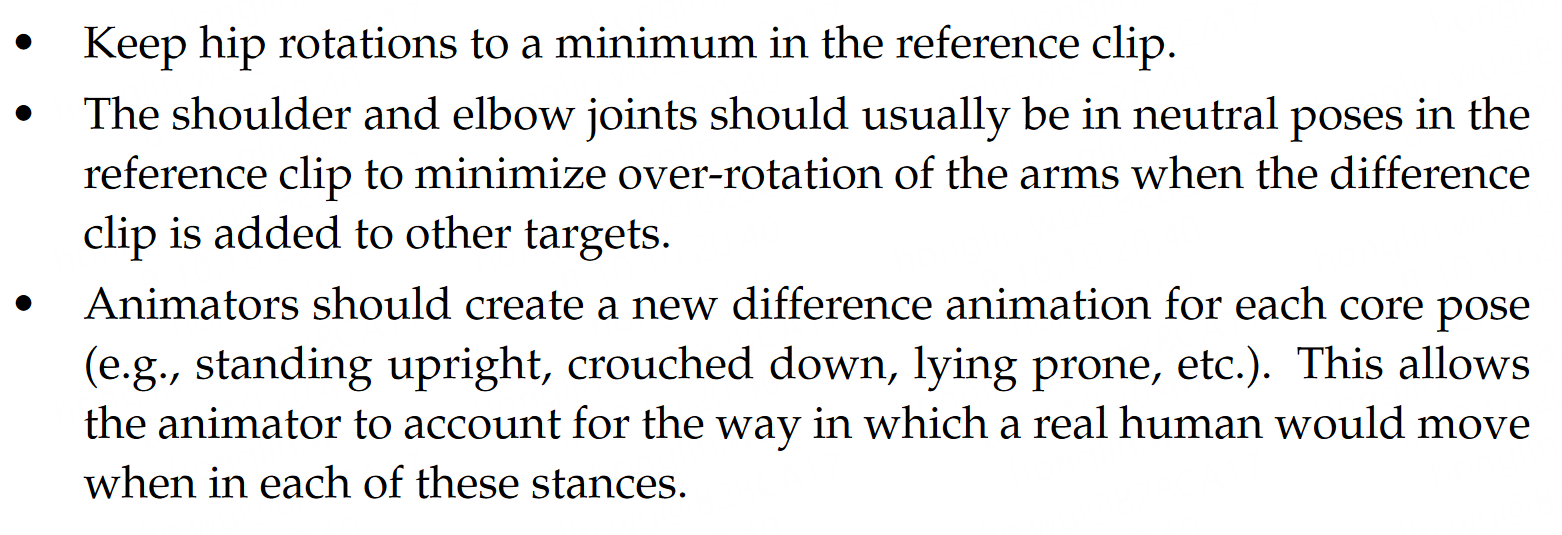 • Keep hip rotations to a minimum in the reference clip.
• The shoulder and elbow joints should usually be in neutral poses in the
reference clip to minimize over-rotation of the arms when the difference
clip is added to other targets.
• Animators should create a new difference animation for each core pose
(e.g., standing upright, crouched down, lying prone, etc.). This allows
the animator to account for the way in which a real human would move
when in each of these stances.